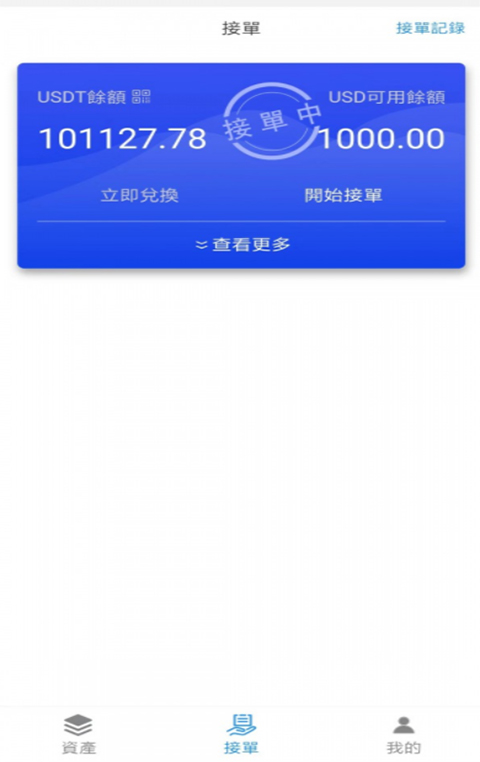 接單
接單記錄
USDT餘額
USD可用餘額
接單中
101127.78
1000.00
立即兌換
開始接單
查看更多
資產
接單
我的